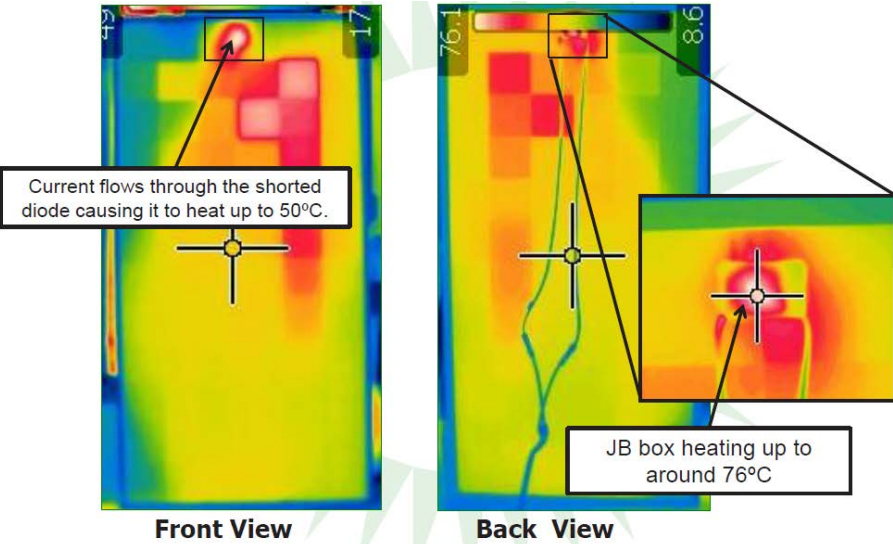 49
17
76.1
8.6
Current flows through the shorted
diode causing it to heat up to 50ºC.
JB box heating up to
around 76ºC
Front View
Back View